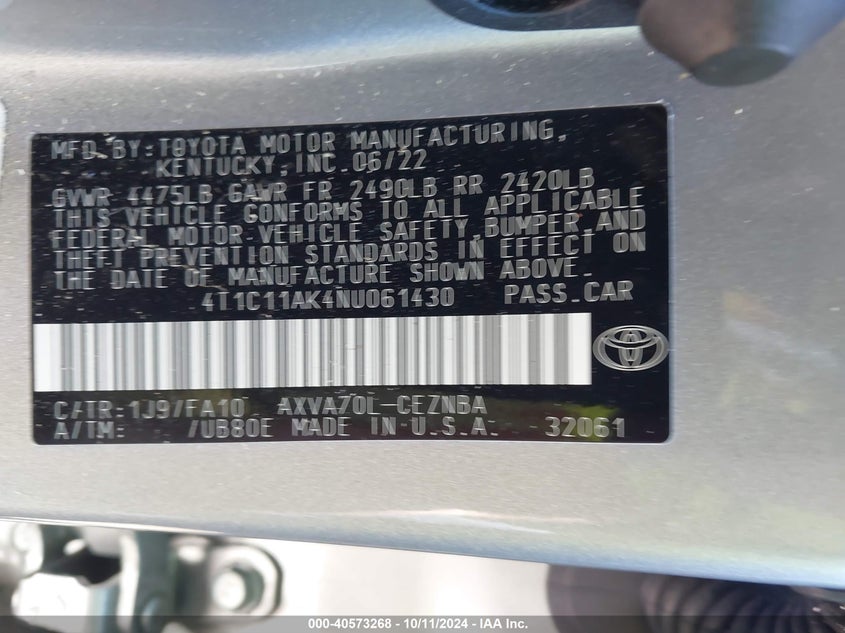 MFD BY: TOYOTA MOTOR MANUFACTURING,
KENTUCKY, INC. 06/22
GVWR 4475LB GAWR FR 2490LB RR 2420LB
THIS VEHICLE CONFORMS TO ALL APPLICABLE
FEDERAL MOTOR VEHICLE SAFETY, BUMPER, AND
THEFT PREVENTION STANDARDS IN EFFECT ON
THE DATE OF MANUFACTURE SHOWN ABOVE.
4T1C11AK4NU061430 PASS.CAR
C/TR: 1J9/FA10 AXVA70L-CEZNBA
A/TM: /UB80E MADE IN U.S.A. 32061
000-40573268 - 10/11/2024 - IAA Inc.